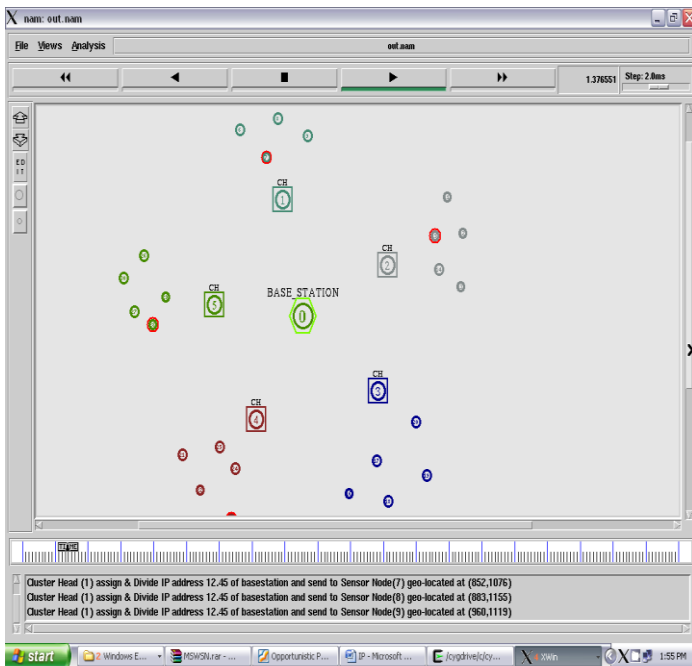 nam: out.nam
File Views Analysis
out.nam
1.376551
Step: 2.0ms
ED
IT
CH
1
CH
2
CH
5
BASE_STATION
0
CH
3
CH
4
TIME
Cluster Head (1) assign & Divide IP address 12.45 of basestation and send to Sensor Node(7) geo-located at (852,1076)
Cluster Head (1) assign & Divide IP address 12.45 of basestation and send to Sensor Node(8) geo-located at (883,1155)
Cluster Head (1) assign & Divide IP address 12.45 of basestation and send to Sensor Node(9) geo-located at (960,1119)
start
2 Windows E...
MSWSN.rar - ...
Opportunistic P...
IP - Microsoft ...
/cygdrive/c/cy...
XWin
1:55 PM